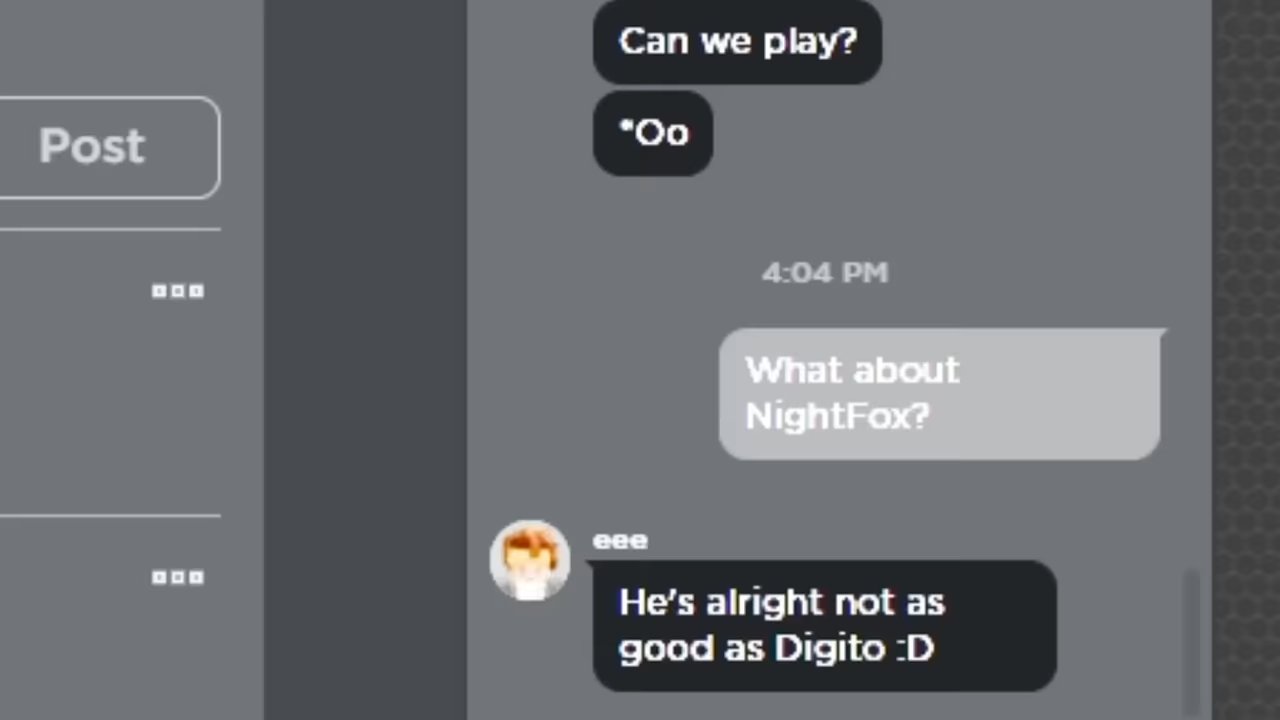 Can we play?
Post
*Oo
4:04 PM
What about
NightFox?
eee
He's alright not as
good as Digito :D